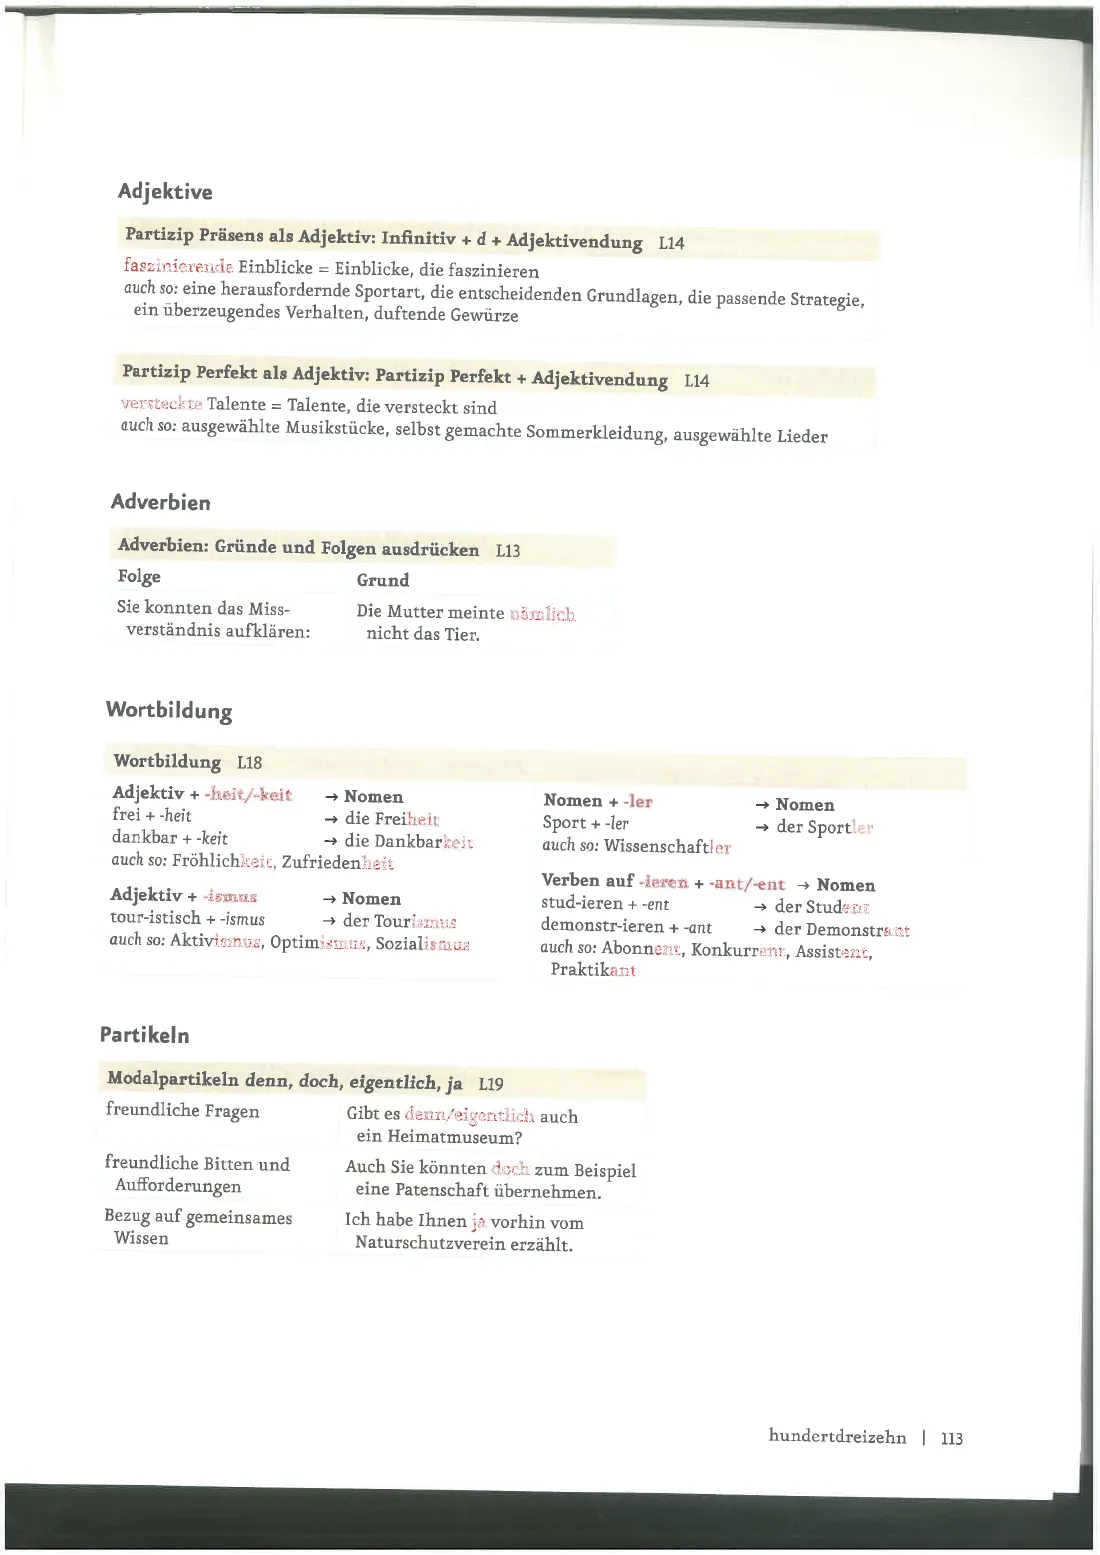 Adjektive
Partizip Präsens als Adjektiv: Infinitiv + d + Adjektivendung L14
faszinierende Einblicke = Einblicke, die faszinieren
auch so: eine herausfordernde Sportart, die entscheidenden Grundlagen, die passende Strategie,
ein überzeugendes Verhalten, duftende Gewürze
Partizip Perfekt als Adjektiv: Partizip Perfekt + Adjektivendung L14
versteckte Talente = Talente, die versteckt sind
auch so: ausgewählte Musikstücke, selbst gemachte Sommerkleidung, ausgewählte Lieder
Adverbien
Adverbien: Gründe und Folgen ausdrücken L13
Folge Grund
Sie konnten das Miss- Die Mutter meinte nämlich
verständnis aufklären: nicht das Tier.
Wortbildung
Wortbildung L18
Adjektiv + -heit/-keit → Nomen
frei + -heit → die Freiheit
dankbar + -keit → die Dankbarkeit
auch so: Fröhlichkeit, Zufriedenheit
Adjektiv + -ismus → Nomen
tour-istisch + -ismus → der Tourismus
auch so: Aktivismus, Optimismus, Sozialismus
Nomen + -ler → Nomen
Sport + -ler → der Sportler
auch so: Wissenschaftler
Verben auf -ieren + -ant/-ent → Nomen
stud-ieren + -ent → der Student
demonstr-ieren + -ant → der Demonstrant
auch so: Abonnent, Konkurrent, Assistent,
Praktikant
Partikeln
Modalpartikeln denn, doch, eigentlich, ja L19
freundliche Fragen Gibt es denn/eigentlich auch
ein Heimatmuseum?
freundliche Bitten und Auch Sie könnten doch zum Beispiel
Aufforderungen eine Patenschaft übernehmen.
Bezug auf gemeinsames Ich habe Ihnen ja vorhin vom
Wissen Naturschutzverein erzählt.
hundertdreizehn | 113